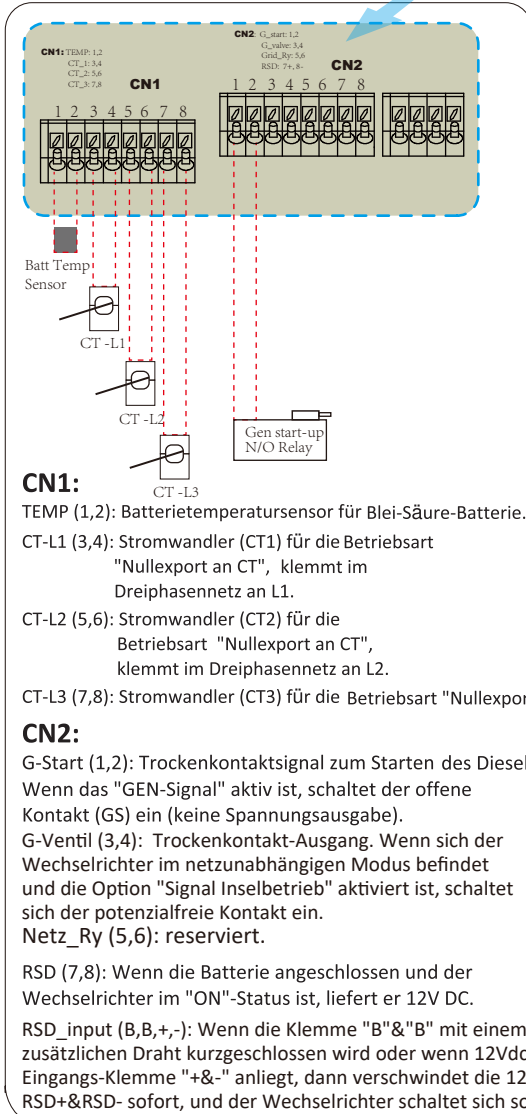 CN1: TEMP: 1,2
CT_1: 3,4
CT_2: 5,6
CT_3: 7,8
CN1
1 2 3 4 5 6 7 8
CN2: G_start: 1,2
G_valve: 3,4
Grid_Ry: 5,6
RSD: 7+, 8-
CN2
1 2 3 4 5 6 7 8
Batt Temp
Sensor
CT -L1
CT -L2
CT -L3
Gen start-up
N/O Relay
CN1:
TEMP (1,2): Batterietemperatursensor für Blei-Säure-Batterie.
CT-L1 (3,4): Stromwandler (CT1) für die Betriebsart
"Nullexport an CT", klemmt im
Dreiphasennetz an L1.
CT-L2 (5,6): Stromwandler (CT2) für die
Betriebsart "Nullexport an CT",
klemmt im Dreiphasennetz an L2.
CT-L3 (7,8): Stromwandler (CT3) für die Betriebsart "Nullexpor
CN2:
G-Start (1,2): Trockenkontaktsignal zum Starten des Diesel
Wenn das "GEN-Signal" aktiv ist, schaltet der offene
Kontakt (GS) ein (keine Spannungsausgabe).
G-Ventil (3,4): Trockenkontakt-Ausgang. Wenn sich der
Wechselrichter im netzunabhängigen Modus befindet
und die Option "Signal Inselbetrieb" aktiviert ist, schaltet
sich der potenzialfreie Kontakt ein.
Netz_Ry (5,6): reserviert.
RSD (7,8): Wenn die Batterie angeschlossen und der
Wechselrichter im "ON"-Status ist, liefert er 12V DC.
RSD_input (B,B,+,-): Wenn die Klemme "B"&"B" mit einem
zusätzlichen Draht kurzgeschlossen wird oder wenn 12Vdc
Eingangs-Klemme "+&-" anliegt, dann verschwindet die 12
RSD+&RSD- sofort, und der Wechselrichter schaltet sich so